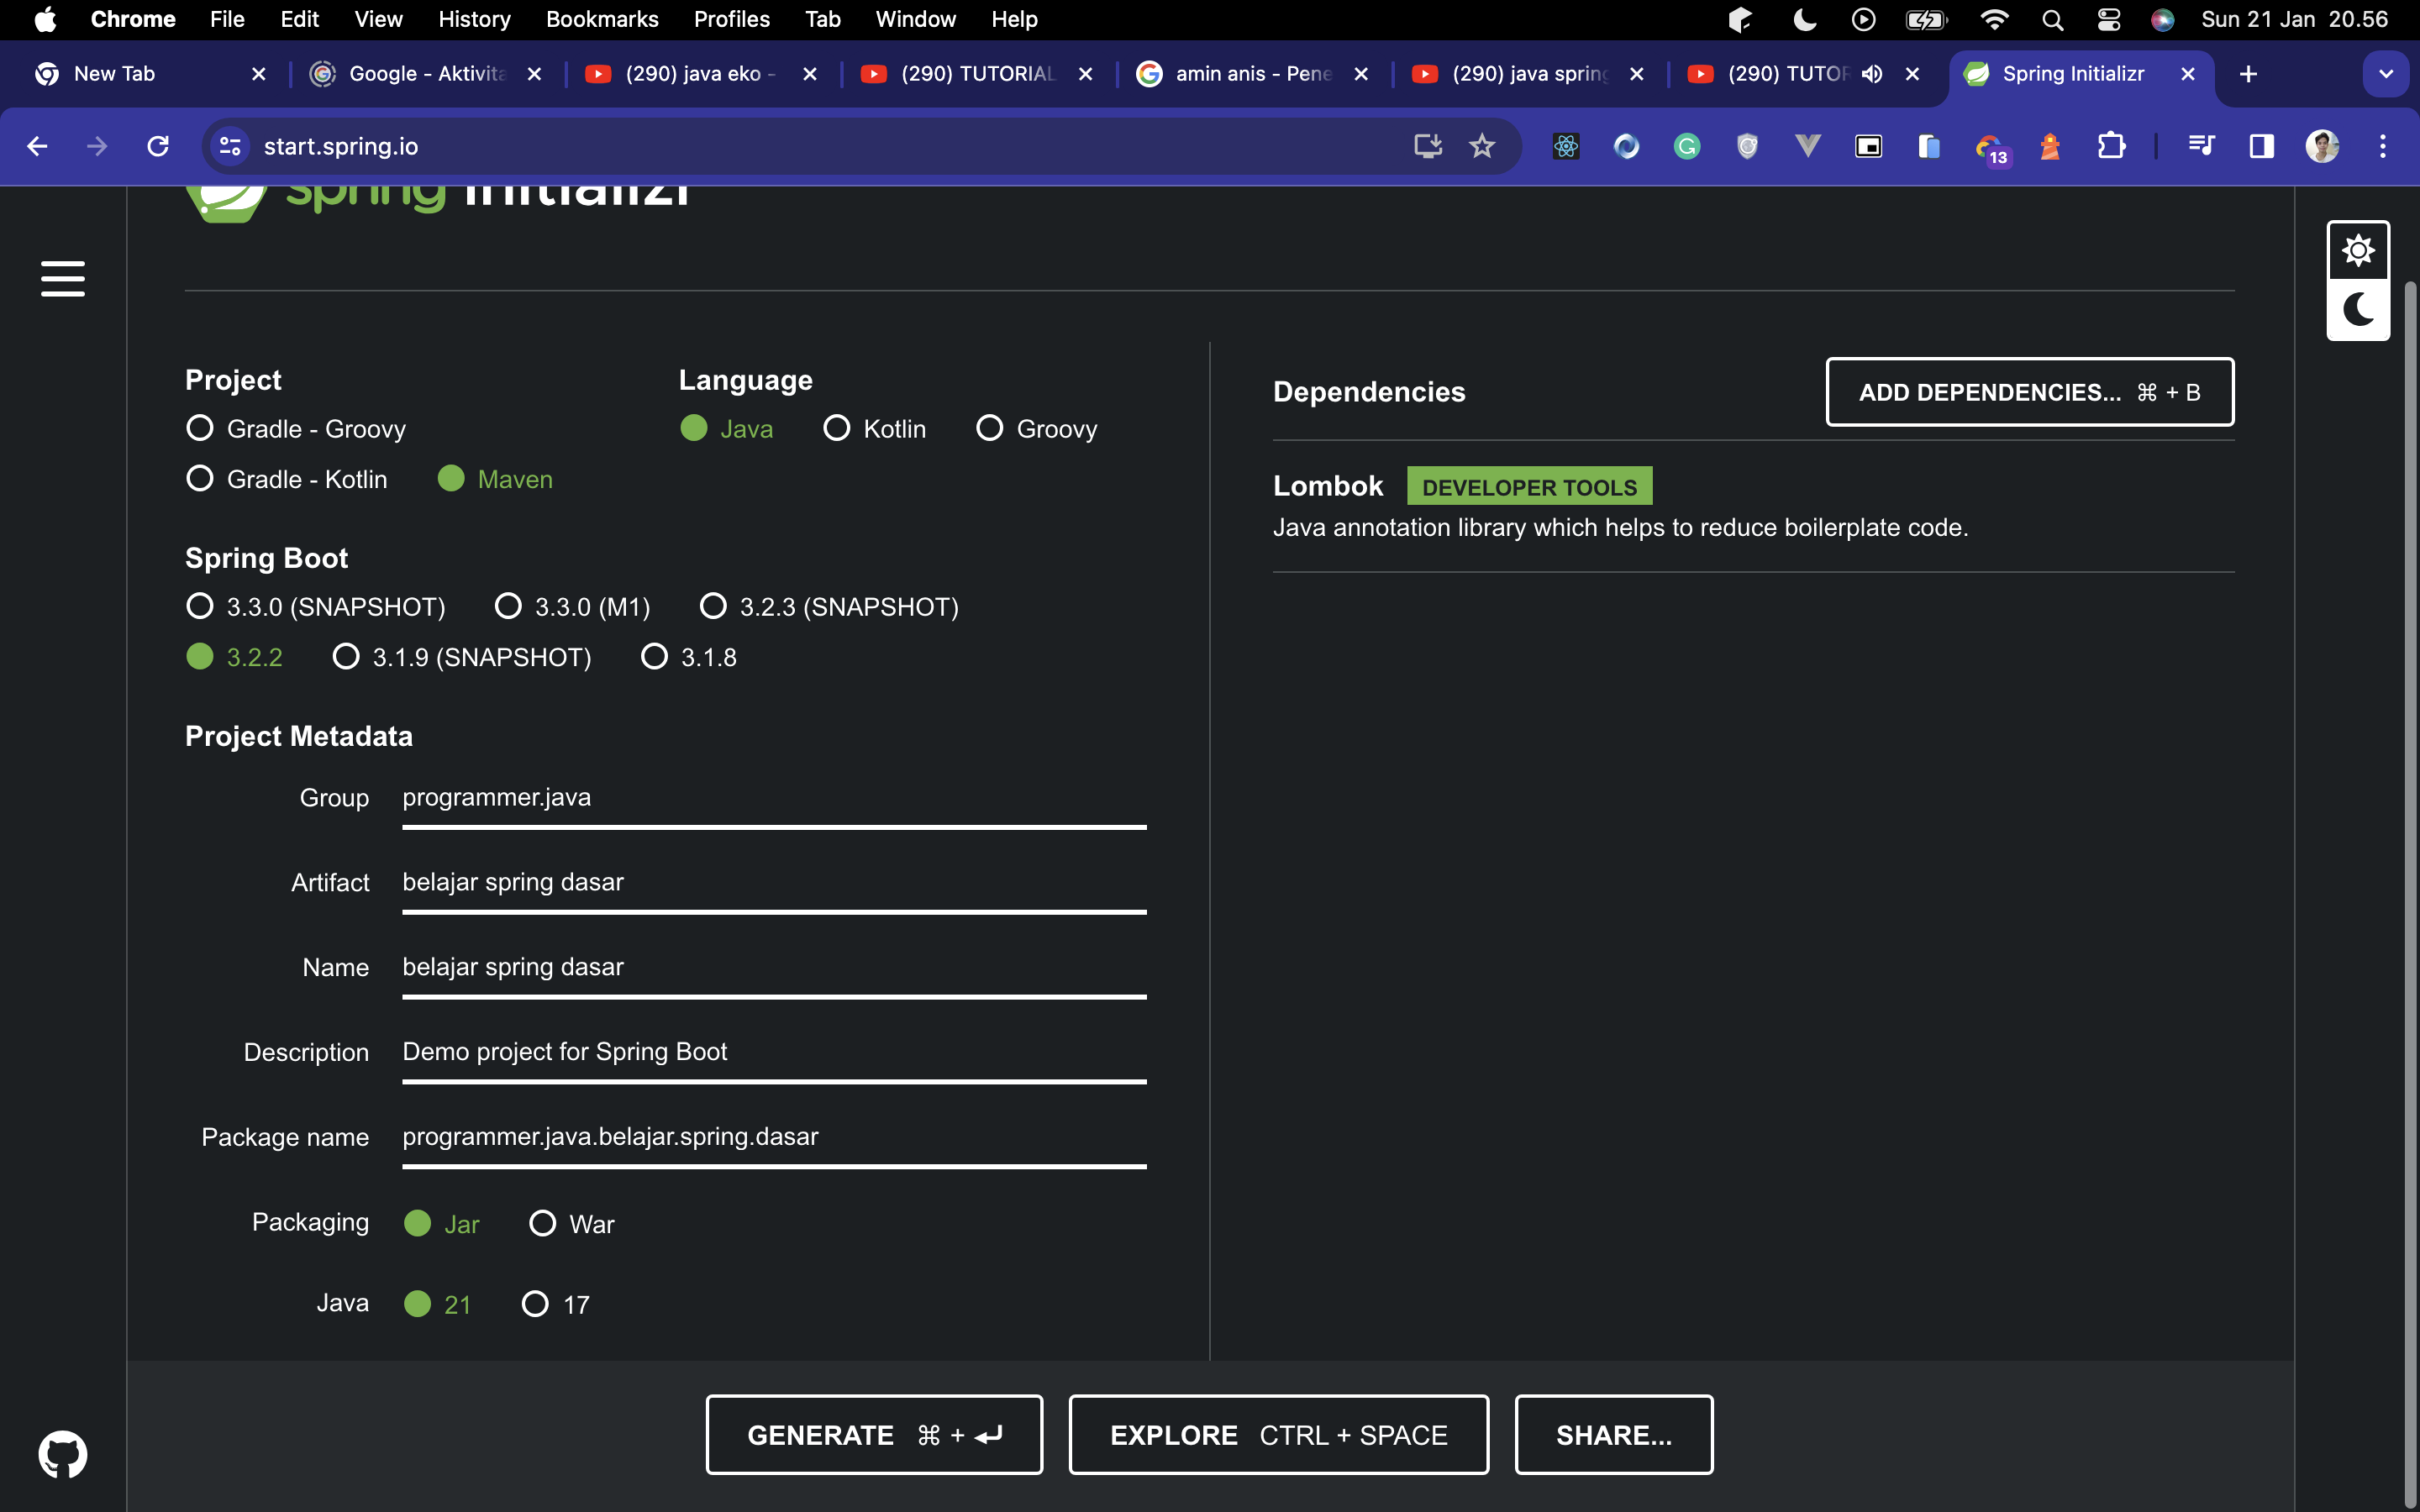 Chrome File Edit View History Bookmarks Profiles Tab Window Help Sun 21 Jan 20.56
New Tab Google - Aktivita (290) java eko - (290) TUTORIAL amin anis - Pene (290) java spring (290) TUTOR Spring Initializr
start.spring.io 13
spring initializr
Project
Gradle - Groovy
Gradle - Kotlin Maven
Language
Java Kotlin Groovy
Spring Boot
3.3.0 (SNAPSHOT) 3.3.0 (M1) 3.2.3 (SNAPSHOT)
3.2.2 3.1.9 (SNAPSHOT) 3.1.8
Project Metadata
Group programmer.java
Artifact belajar spring dasar
Name belajar spring dasar
Description Demo project for Spring Boot
Package name programmer.java.belajar.spring.dasar
Packaging Jar War
Java 21 17
Dependencies ADD DEPENDENCIES... ⌘ + B
Lombok DEVELOPER TOOLS
Java annotation library which helps to reduce boilerplate code.
GENERATE ⌘ + ⏎ EXPLORE CTRL + SPACE SHARE...